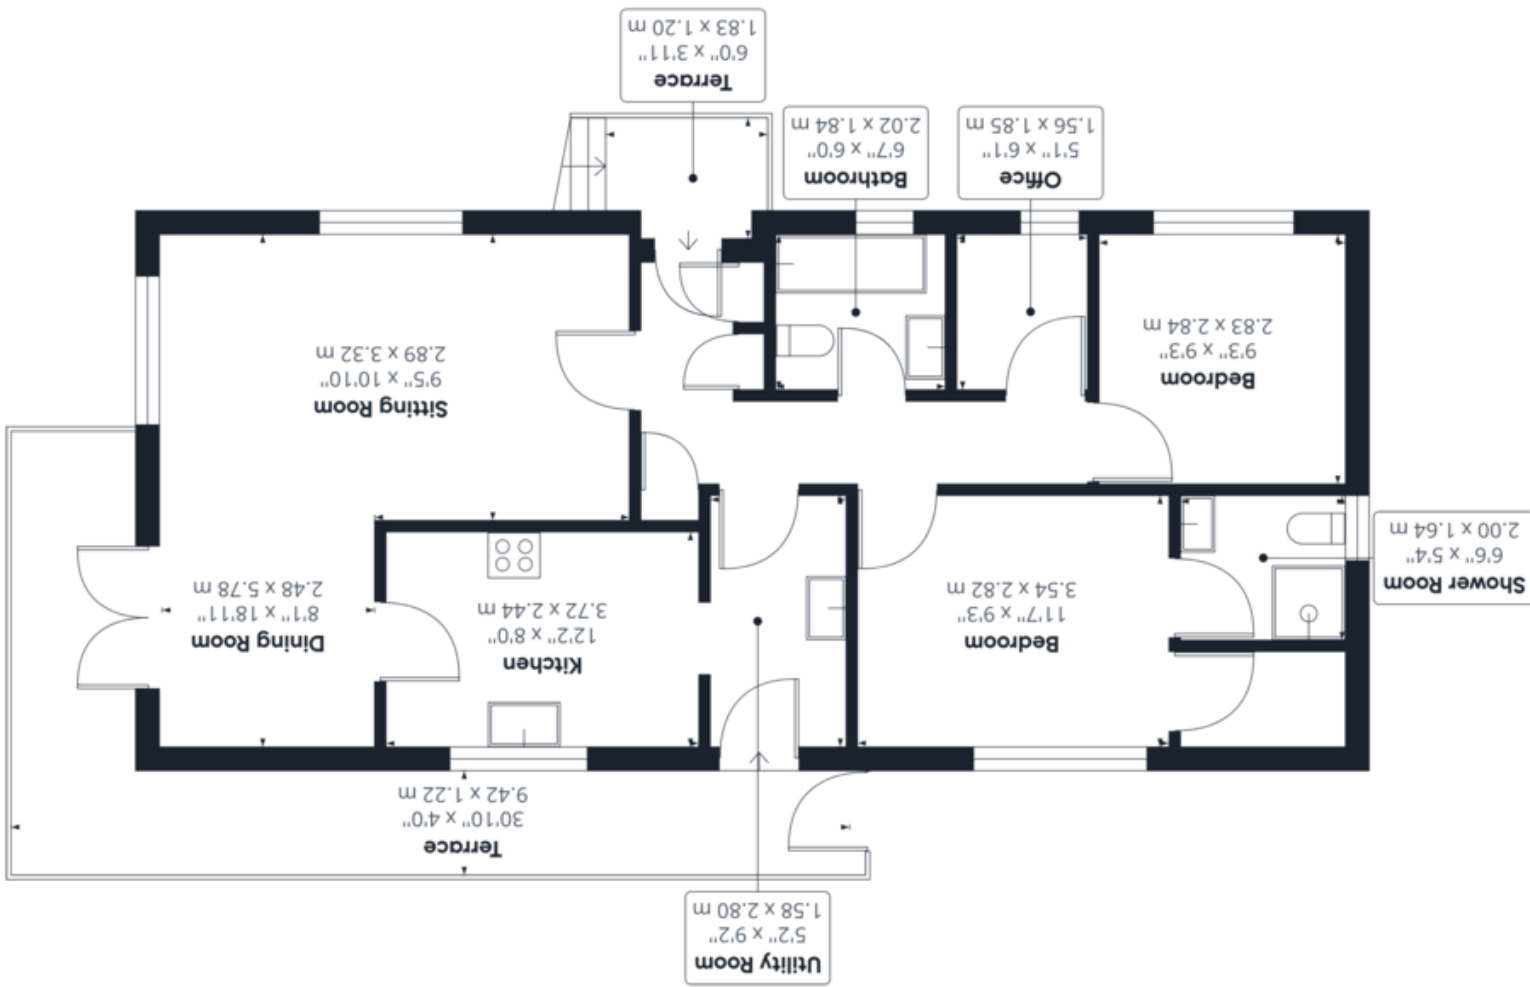 Utility Room
5'2" x 9'2"
1.58 x 2.80 m
Terrace
30'10" x 4'0"
9.42 x 1.22 m
Kitchen
12'2" x 8'0"
3.72 x 2.44 m
Bedroom
11'7" x 9'3"
3.54 x 2.82 m
Dining Room
8'1" x 18'11"
2.48 x 5.78 m
Shower Room
6'6" x 5'4"
2.00 x 1.64 m
Sitting Room
9'5" x 10'10"
2.89 x 3.32 m
Bedroom
9'3" x 9'3"
2.83 x 2.84 m
Office
5'1" x 6'1"
1.56 x 1.85 m
Bathroom
6'7" x 6'0"
2.02 x 1.84 m
Terrace
6'0" x 3'11"
1.83 x 1.20 m